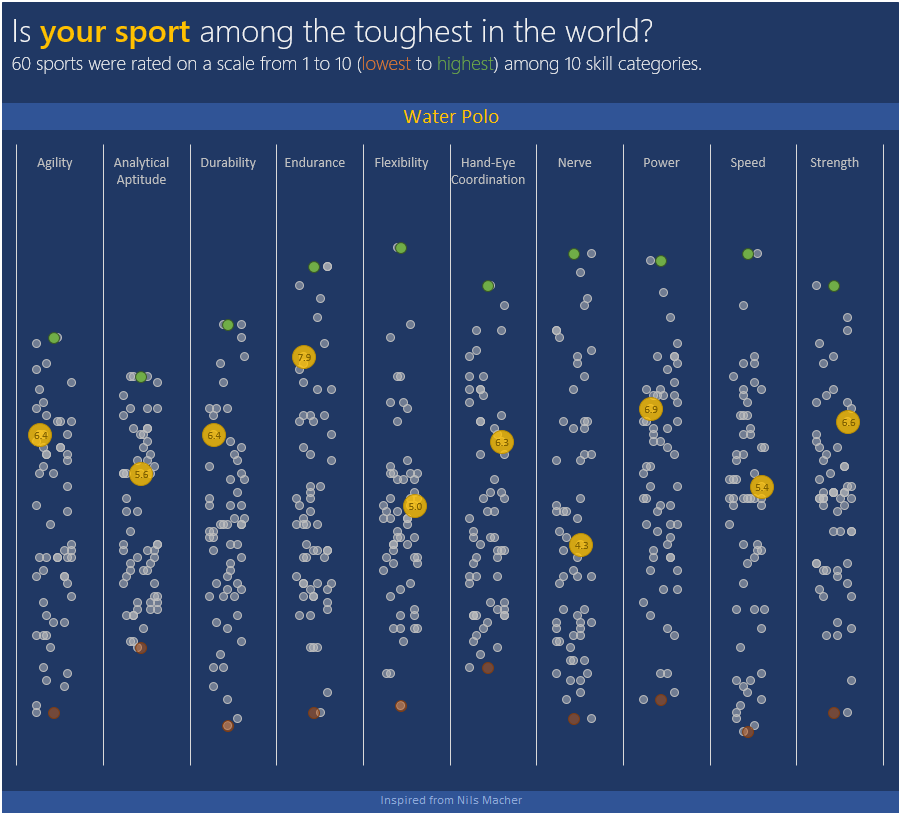 Is your sport among the toughest in the world?
60 sports were rated on a scale from 1 to 10 (lowest to highest) among 10 skill categories.
Water Polo
Agility
Analytical
Aptitude
Durability
Endurance
Flexibility
Hand-Eye
Coordination
Nerve
Power
Speed
Strength
6.4
5.6
6.4
7.9
5.0
6.3
4.3
6.9
5.4
6.6
Inspired from Nils Macher